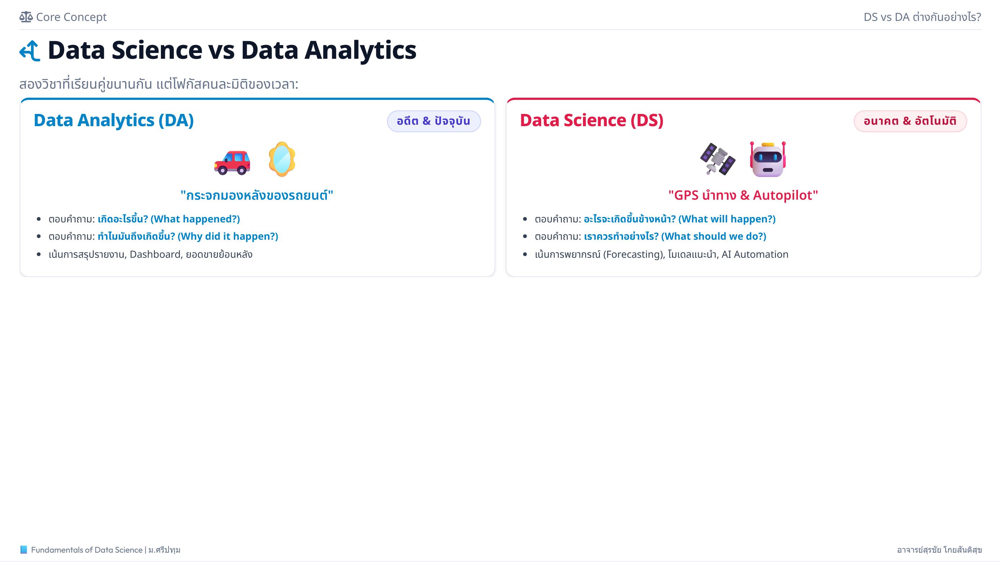 Core Concept
DS vs DA ต่างกันอย่างไร?
Data Science vs Data Analytics
สองวิชาที่เรียนคู่ขนานกัน แต่โฟกัสคนละมิติของเวลา:
Data Analytics (DA)
อดีต & ปัจจุบัน
"กระจกมองหลังของรถยนต์"
• ตอบคำถาม: เกิดอะไรขึ้น? (What happened?)
• ตอบคำถาม: ทำไมมันถึงเกิดขึ้น? (Why did it happen?)
• เน้นการสรุปรายงาน, Dashboard, ยอดขายย้อนหลัง
Data Science (DS)
อนาคต & อัตโนมัติ
"GPS นำทาง & Autopilot"
• ตอบคำถาม: อะไรจะเกิดขึ้นข้างหน้า? (What will happen?)
• ตอบคำถาม: เราควรทำอย่างไร? (What should we do?)
• เน้นการพยากรณ์ (Forecasting), โมเดลแนะนำ, AI Automation
Fundamentals of Data Science | ม.ศรีปทุม
อาจารย์สุรชัย โกยสันติสุข